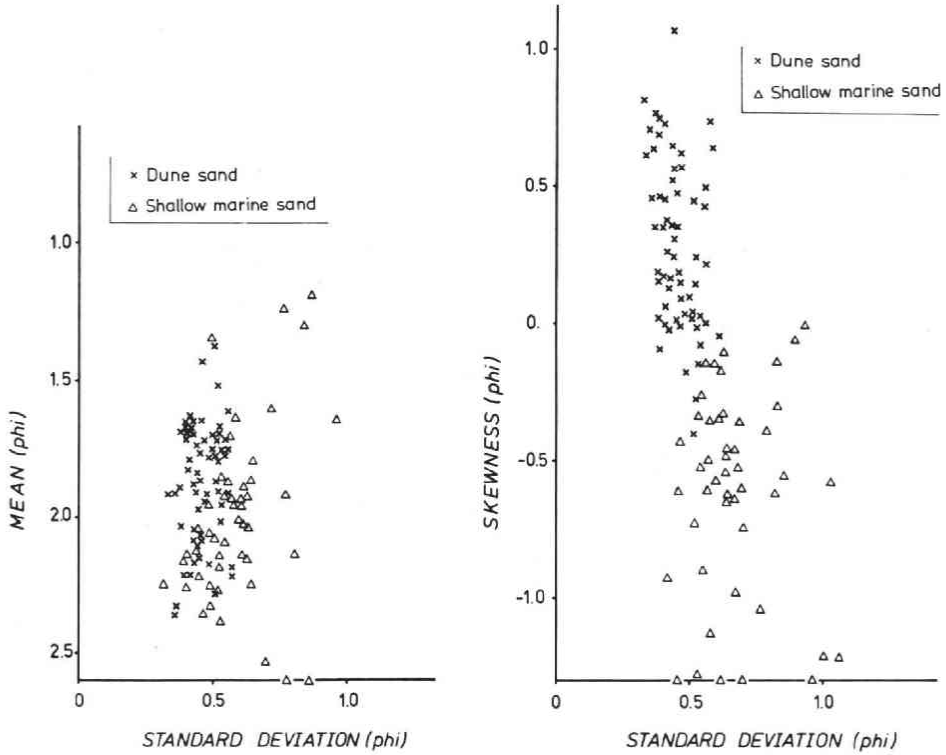 × Dune sand
△ Shallow marine sand
1.0
1.5
2.0
2.5
MEAN (phi)
0
0.5
1.0
STANDARD DEVIATION (phi)
× Dune sand
△ Shallow marine sand
1.0
0.5
0.
-0.5
-1.0
SKEWNESS (phi)
0
0.5
1.0
STANDARD DEVIATION (phi)